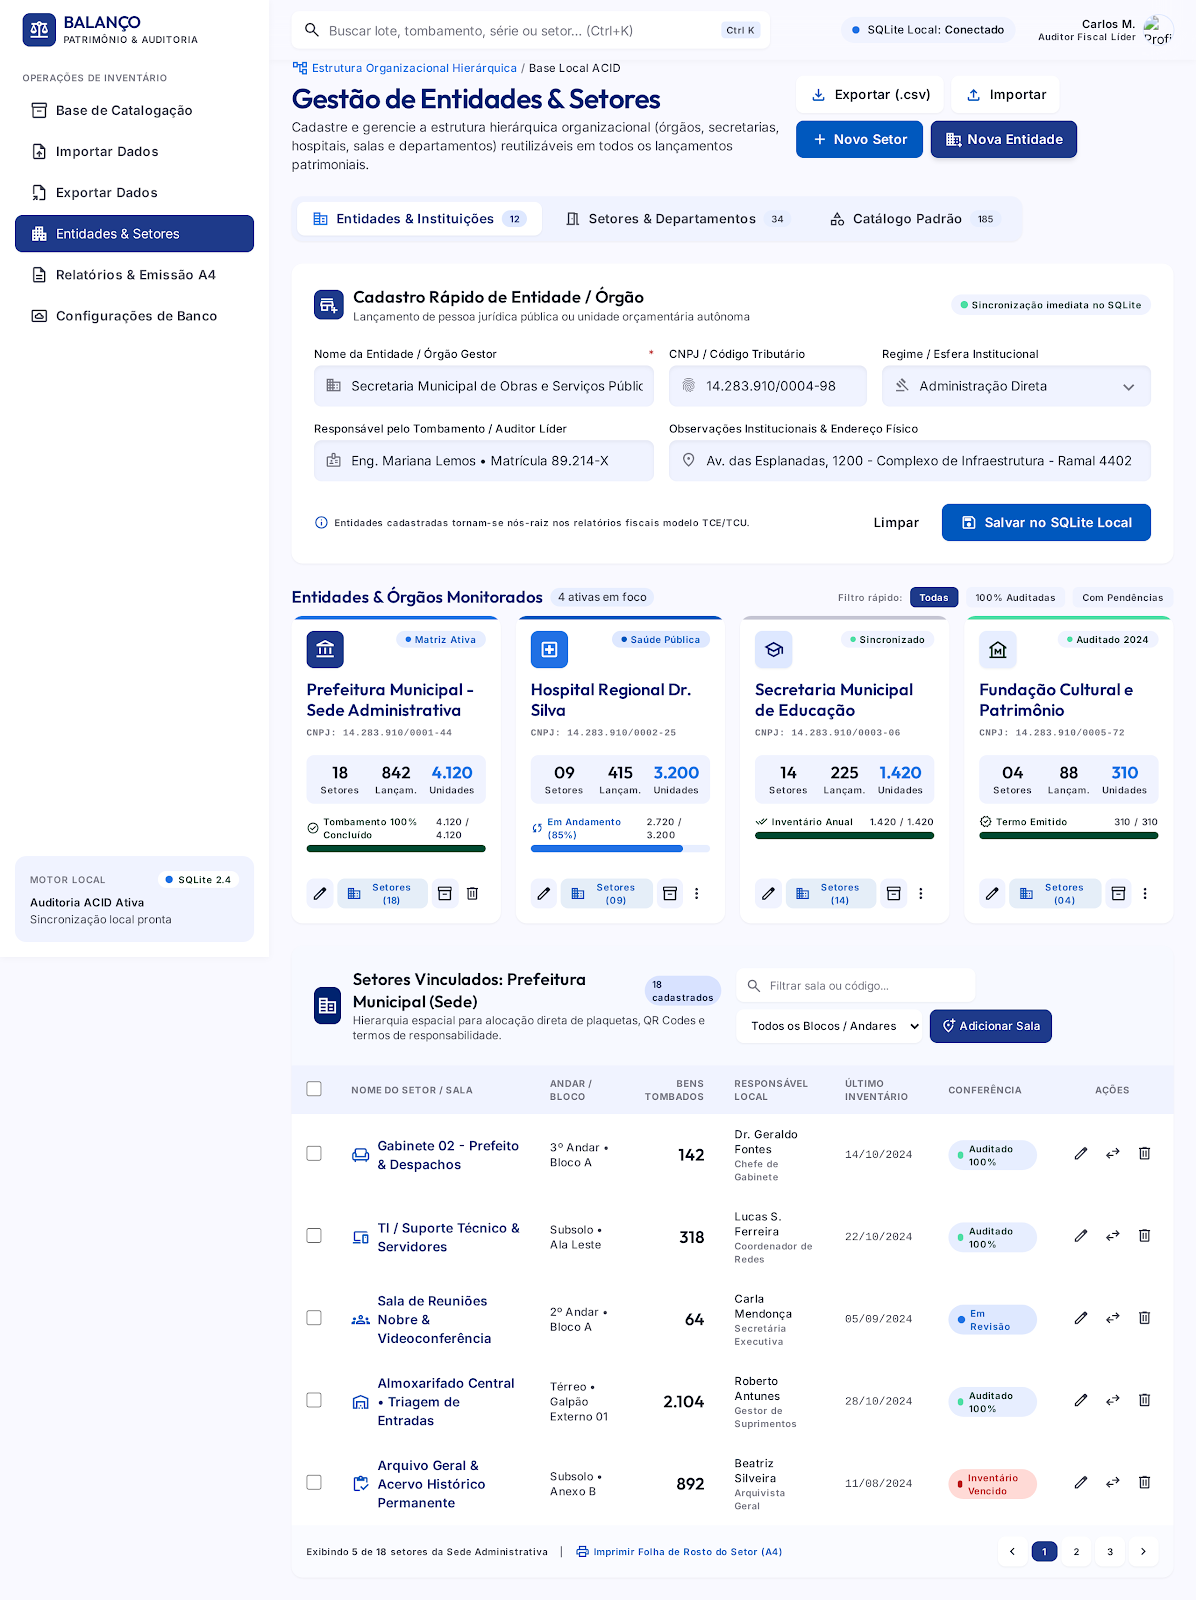 BALANÇO
PATRIMÔNIO & AUDITORIA
Buscar lote, tombamento, série ou setor... (Ctrl+K)
Ctrl K
SQLite Local: Conectado
Carlos M.
Auditor Fiscal Líder
Profi
OPERAÇÕES DE INVENTÁRIO
Base de Catalogação
Importar Dados
Exportar Dados
Entidades & Setores
Relatórios & Emissão A4
Configurações de Banco
MOTOR LOCAL
SQLite 2.4
Auditoria ACID Ativa
Sincronização local pronta
Estrutura Organizacional Hierárquica / Base Local ACID
Gestão de Entidades & Setores
Cadastre e gerencie a estrutura hierárquica organizacional (órgãos, secretarias,
hospitais, salas e departamentos) reutilizáveis em todos os lançamentos
patrimoniais.
Exportar (.csv)
Importar
Novo Setor
Nova Entidade
Entidades & Instituições 12
Setores & Departamentos 34
Catálogo Padrão 185
Cadastro Rápido de Entidade / Órgão
Lançamento de pessoa jurídica pública ou unidade orçamentária autônoma
Sincronização imediata no SQLite
Nome da Entidade / Órgão Gestor *
CNPJ / Código Tributário
Regime / Esfera Institucional
Secretaria Municipal de Obras e Serviços Públic
14.283.910/0004-98
Administração Direta
Responsável pelo Tombamento / Auditor Líder
Observações Institucionais & Endereço Físico
Eng. Mariana Lemos • Matrícula 89.214-X
Av. das Esplanadas, 1200 - Complexo de Infraestrutura - Ramal 4402
Entidades cadastradas tornam-se nós-raiz nos relatórios fiscais modelo TCE/TCU.
Limpar
Salvar no SQLite Local
Entidades & Órgãos Monitorados
4 ativas em foco
Filtro rápido:
Todas
100% Auditadas
Com Pendências
Matriz Ativa
Prefeitura Municipal -
Sede Administrativa
CNPJ: 14.283.910/0001-44
18 842 4.120
Setores Lançam. Unidades
Tombamento 100%
Concluído
4.120 /
4.120
Setores
(18)
Saúde Pública
Hospital Regional Dr.
Silva
CNPJ: 14.283.910/0002-25
09 415 3.200
Setores Lançam. Unidades
Em Andamento
(85%)
2.720 /
3.200
Setores
(09)
Sincronizado
Secretaria Municipal
de Educação
CNPJ: 14.283.910/0003-06
14 225 1.420
Setores Lançam. Unidades
Inventário Anual
1.420 / 1.420
Setores
(14)
Auditado 2024
Fundação Cultural e
Patrimônio
CNPJ: 14.283.910/0005-72
04 88 310
Setores Lançam. Unidades
Termo Emitido
310 / 310
Setores
(04)
Setores Vinculados: Prefeitura
Municipal (Sede)
18
cadastrados
Hierarquia espacial para alocação direta de plaquetas, QR Codes e
termos de responsabilidade.
Filtrar sala ou código...
Todos os Blocos / Andares
Adicionar Sala
NOME DO SETOR / SALA
ANDAR /
BLOCO
BENS
TOMBADOS
RESPONSÁVEL
LOCAL
ÚLTIMO
INVENTÁRIO
CONFERÊNCIA
AÇÕES
Gabinete 02 - Prefeito
& Despachos
3º Andar •
Bloco A
142
Dr. Geraldo
Fontes
Chefe de
Gabinete
14/10/2024
Auditado
100%
TI / Suporte Técnico &
Servidores
Subsolo •
Ala Leste
318
Lucas S.
Ferreira
Coordenador de
Redes
22/10/2024
Auditado
100%
Sala de Reuniões
Nobre &
Videoconferência
2º Andar •
Bloco A
64
Carla
Mendonça
Secretária
Executiva
05/09/2024
Em
Revisão
Almoxarifado Central
• Triagem de
Entradas
Térreo •
Galpão
Externo 01
2.104
Roberto
Antunes
Gestor de
Suprimentos
28/10/2024
Auditado
100%
Arquivo Geral &
Acervo Histórico
Permanente
Subsolo •
Anexo B
892
Beatriz
Silveira
Arquivista
Geral
11/08/2024
Inventário
Vencido
Exibindo 5 de 18 setores da Sede Administrativa | Imprimir Folha de Rosto do Setor (A4)
1 2 3